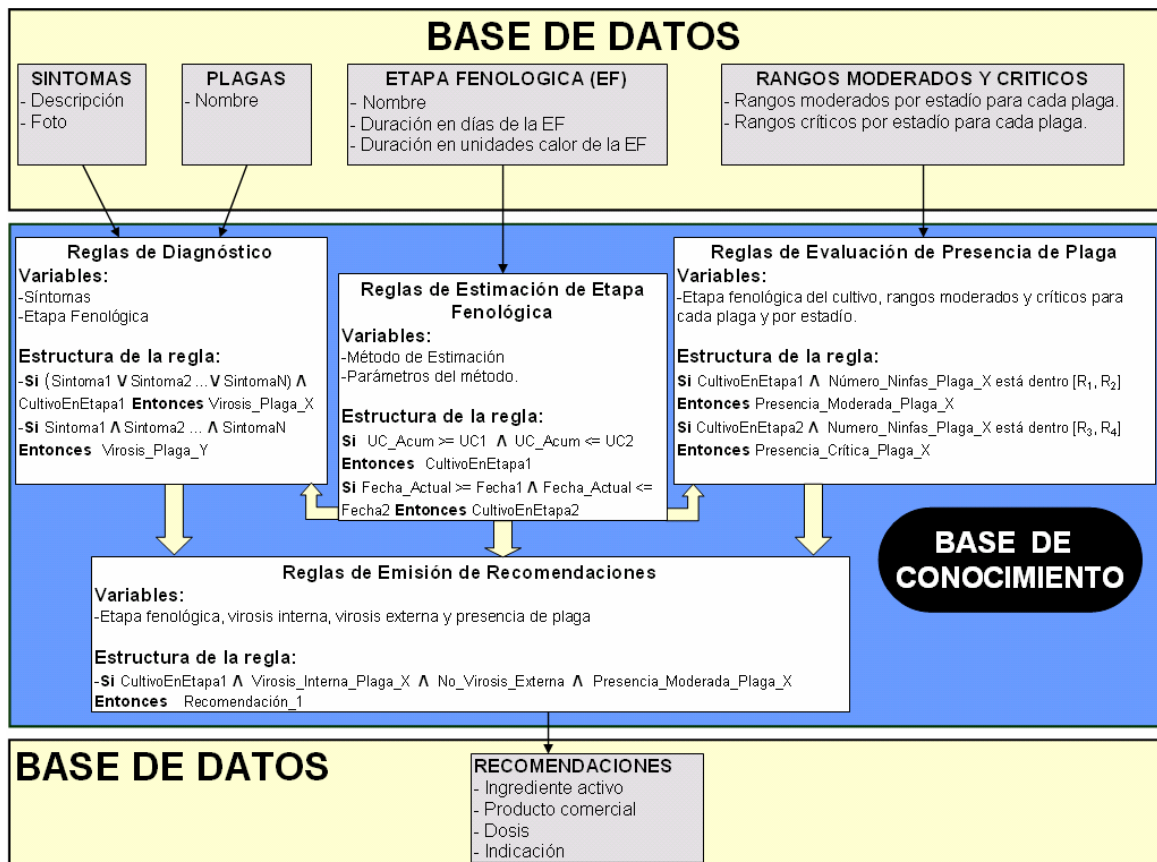 BASE DE DATOS
SINTOMAS
- Descripción
- Foto
PLAGAS
- Nombre
ETAPA FENOLOGICA (EF)
- Nombre
- Duración en días de la EF
- Duración en unidades calor de la EF
RANGOS MODERADOS Y CRITICOS
- Rangos moderados por estadío para cada plaga.
- Rangos críticos por estadío para cada plaga.
Reglas de Diagnóstico
Variables:
-Síntomas
-Etapa Fenológica
Estructura de la regla:
-Si (Sintoma1 V Sintoma2 ... V SintomaN) Λ
CultivoEnEtapa1 Entonces Virosis_Plaga_X
-Si Sintoma1 Λ Sintoma2 ... Λ SintomaN
Entonces Virosis_Plaga_Y
Reglas de Estimación de Etapa
Fenológica
Variables:
-Método de Estimación
-Parámetros del método.
Estructura de la regla:
Si UC_Acum >= UC1 Λ UC_Acum <= UC2
Entonces CultivoEnEtapa1
Si Fecha_Actual >= Fecha1 Λ Fecha_Actual <=
Fecha2 Entonces CultivoEnEtapa2
Reglas de Evaluación de Presencia de Plaga
Variables:
-Etapa fenológica del cultivo, rangos moderados y críticos para
cada plaga y por estadío.
Estructura de la regla:
Si CultivoEnEtapa1 Λ Número_Ninfas_Plaga_X está dentro [R₁, R₂]
Entonces Presencia_Moderada_Plaga_X
Si CultivoEnEtapa2 Λ Numero_Ninfas_Plaga_X está dentro [R₃, R₄]
Entonces Presencia_Crítica_Plaga_X
BASE DE
CONOCIMIENTO
Reglas de Emisión de Recomendaciones
Variables:
-Etapa fenológica, virosis interna, virosis externa y presencia de plaga
Estructura de la regla:
-Si CultivoEnEtapa1 Λ Virosis_Interna_Plaga_X Λ No_Virosis_Externa Λ Presencia_Moderada_Plaga_X
Entonces Recomendación_1
BASE DE DATOS
RECOMENDACIONES
- Ingrediente activo
- Producto comercial
- Dosis
- Indicación